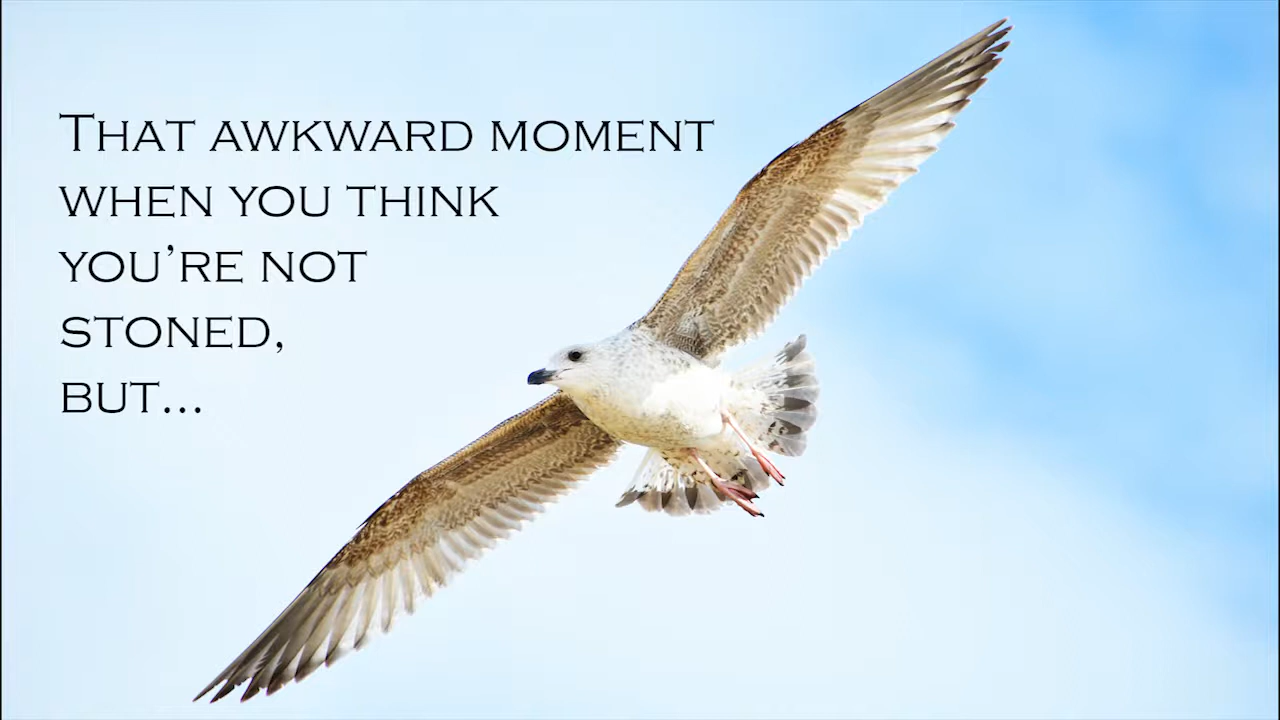 That awkward moment
when you think
you’re not
stoned,
but...